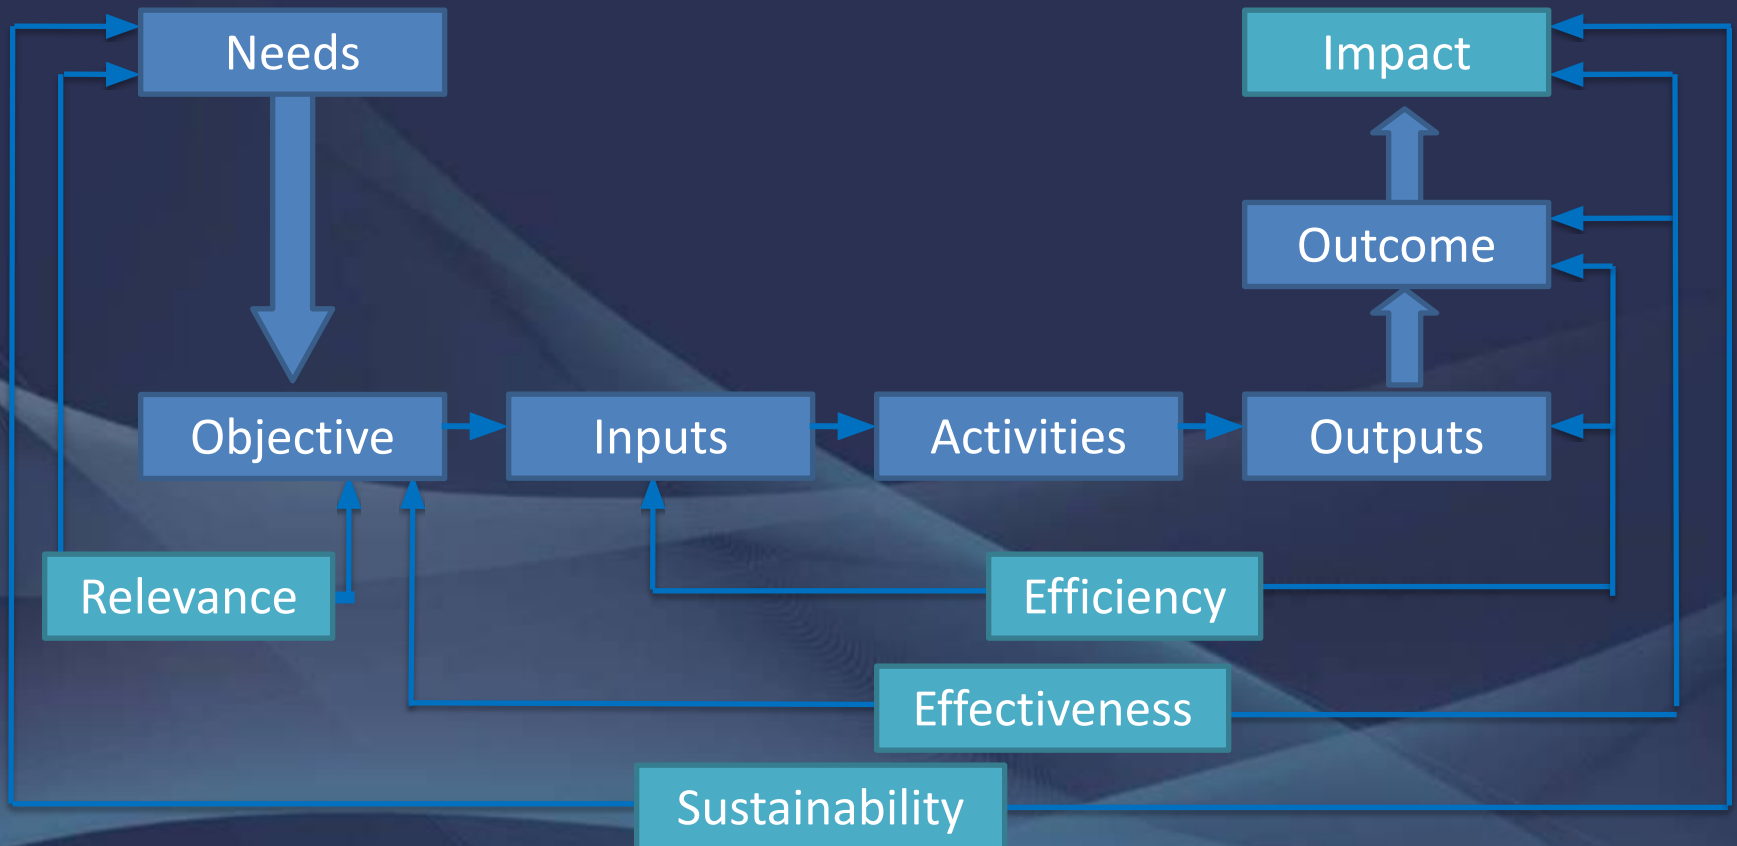 Needs
Impact
Outcome
Objective
Inputs
Activities
Outputs
Relevance
Efficiency
Effectiveness
Sustainability